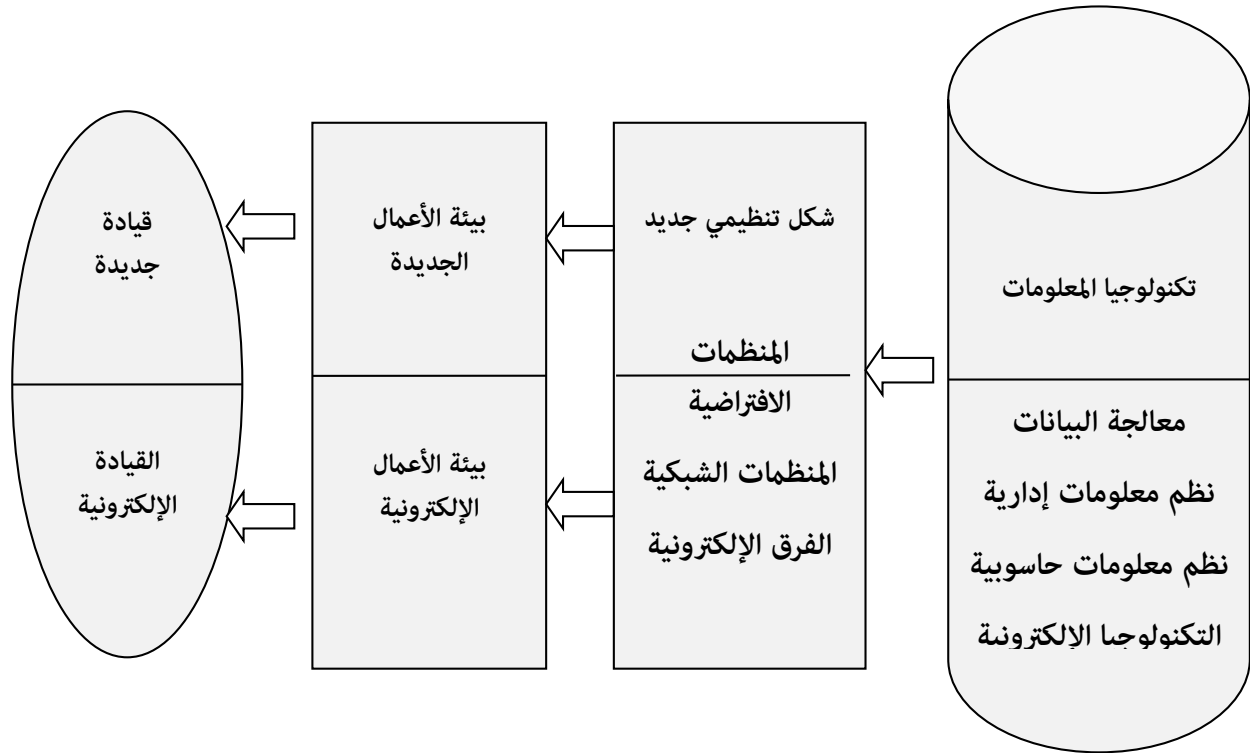 تكنولوجيا المعلومات
معالجة البيانات
نظم معلومات إدارية
نظم معلومات حاسوبية
التكنولوجيا الإلكترونية
شكل تنظيمي جديد
المنظمات
الافتراضية
المنظمات الشبكية
الفرق الإلكترونية
بيئة الأعمال
الجديدة
بيئة الأعمال
الإلكترونية
قيادة
جديدة
القيادة
الإلكترونية